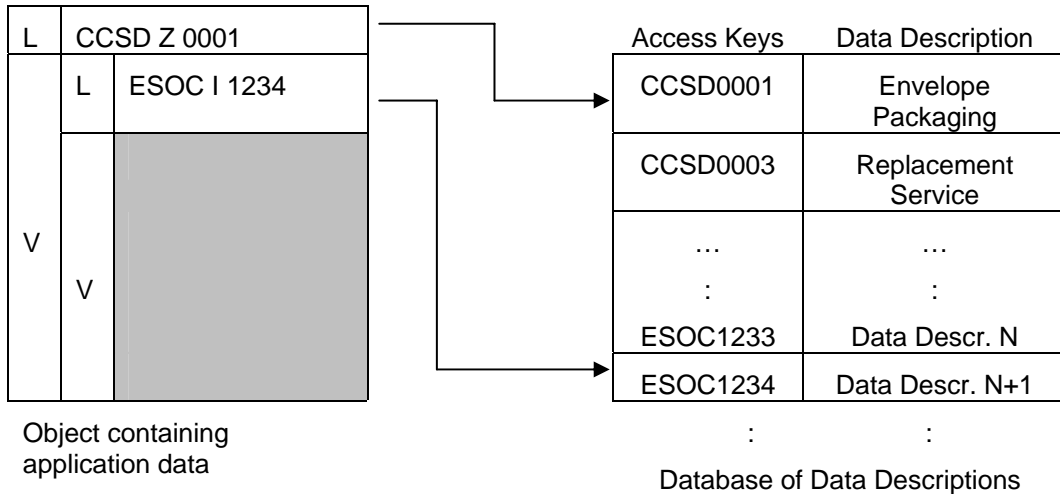 L CCSD Z 0001
L ESOC I 1234
V
V
Object containing
application data
Access Keys Data Description
CCSD0001 Envelope
Packaging
CCSD0003 Replacement
Service
… …
: :
ESOC1233 Data Descr. N
ESOC1234 Data Descr. N+1
: :
Database of Data Descriptions